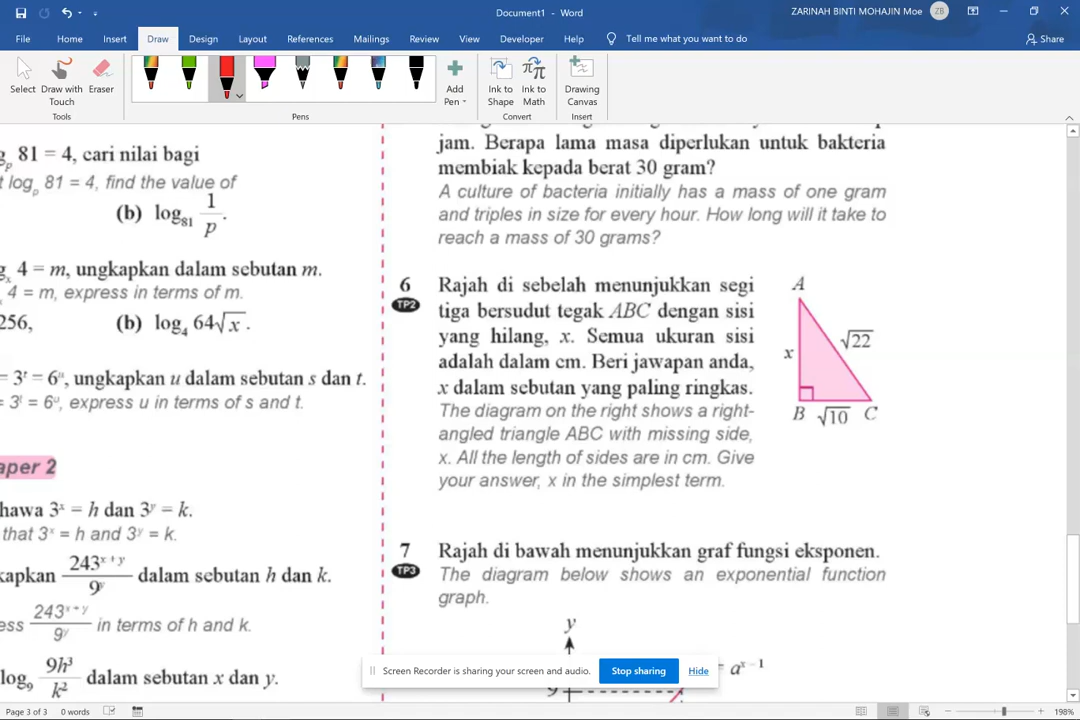 Document1 - Word
ZARINAH BINTI MOHAJIN Moe
ZB
File Home Insert Draw Design Layout References Mailings Review View Developer Help Tell me what you want to do Share
Select Draw with Touch Eraser
Add Pen
Ink to Shape Ink to Math Drawing Canvas
Tools Pens Convert Insert
p 81 = 4, cari nilai bagi
t log_p 81 = 4, find the value of
(b) log₈₁ 1/p.
x 4 = m, ungkapkan dalam sebutan m.
x 4 = m, express in terms of m.
256, (b) log₄ 64√x.
= 3ᵗ = 6ᵘ, ungkapkan u dalam sebutan s dan t.
= 3ᵗ = 6ᵘ, express u in terms of s and t.
aper 2
hawa 3ˣ = h dan 3ʸ = k.
that 3ˣ = h and 3ʸ = k.
kapkan 243ˣ⁺ʸ/9ʸ dalam sebutan h dan k.
ess 243ˣ⁺ʸ/9ʸ in terms of h and k.
log₉ 9h³/k² dalam sebutan x dan y.
jam. Berapa lama masa diperlukan untuk bakteria
membiak kepada berat 30 gram?
A culture of bacteria initially has a mass of one gram
and triples in size for every hour. How long will it take to
reach a mass of 30 grams?
6 Rajah di sebelah menunjukkan segi
TP2
tiga bersudut tegak ABC dengan sisi
yang hilang, x. Semua ukuran sisi
adalah dalam cm. Beri jawapan anda,
x dalam sebutan yang paling ringkas.
The diagram on the right shows a right-
angled triangle ABC with missing side,
x. All the length of sides are in cm. Give
your answer, x in the simplest term.
A
x √22
B √10 C
7 Rajah di bawah menunjukkan graf fungsi eksponen.
TP3
The diagram below shows an exponential function
graph.
y
= aˣ⁻¹
9
Screen Recorder is sharing your screen and audio. Stop sharing Hide
Page 3 of 3 0 words 198%